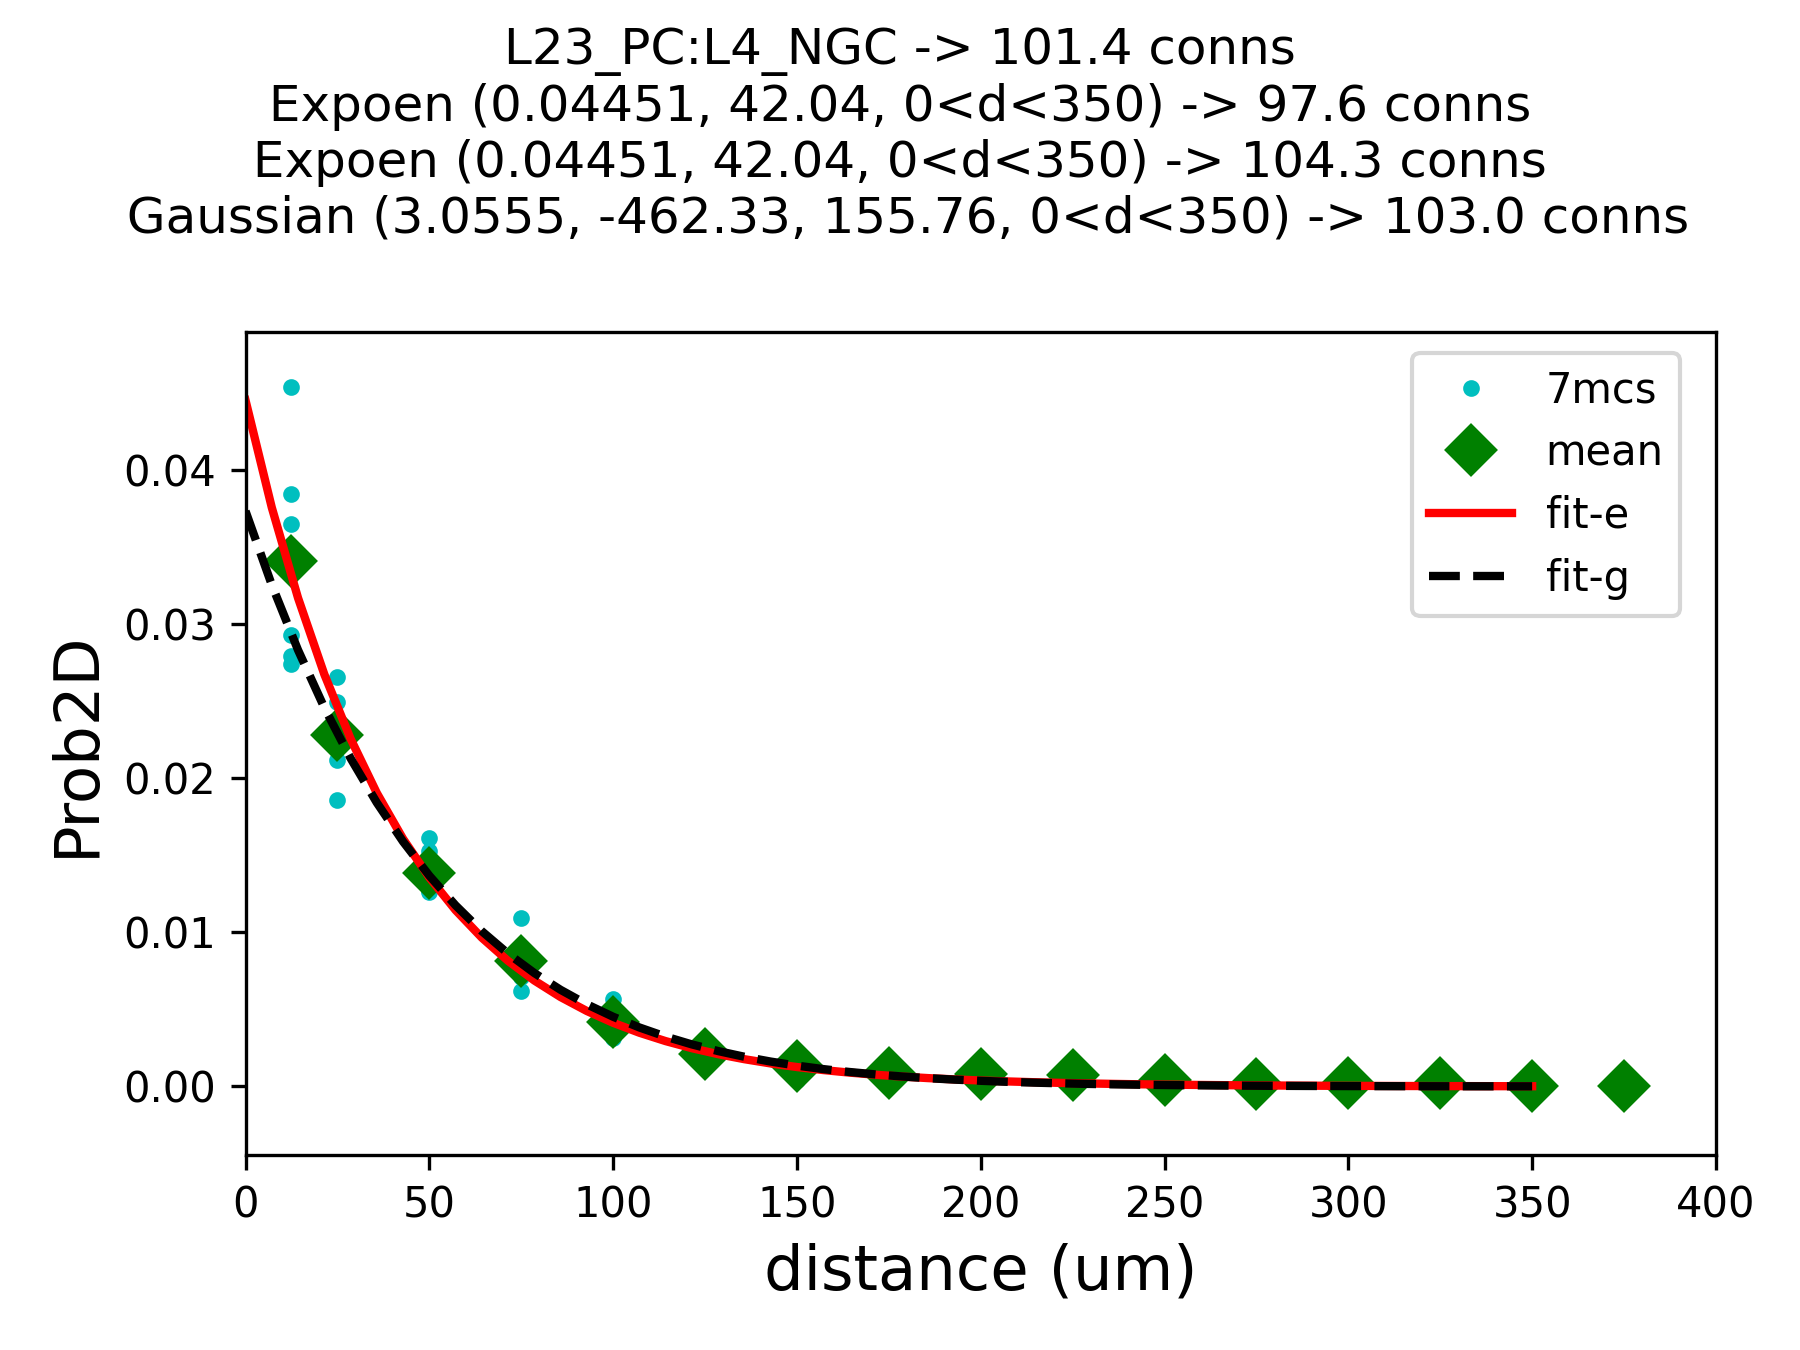 L23_PC:L4_NGC -> 101.4 conns
Expoen (0.04451, 42.04, 0<d<350) -> 97.6 conns
Expoen (0.04451, 42.04, 0<d<350) -> 104.3 conns
Gaussian (3.0555, -462.33, 155.76, 0<d<350) -> 103.0 conns
7mcs
mean
fit-e
fit-g
Prob2D
0.04
0.03
0.02
0.01
0.00
0 50 100 150 200 250 300 350 400
distance (um)